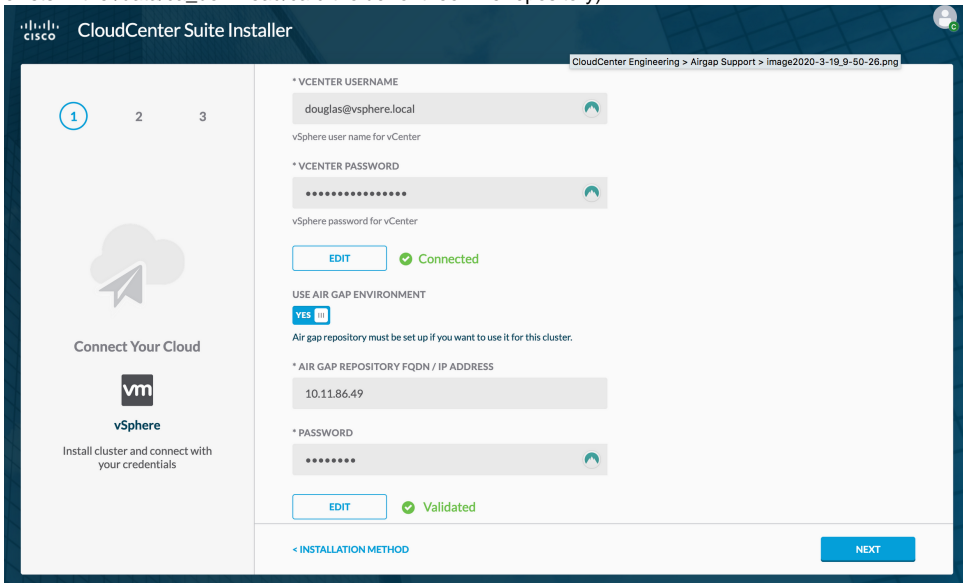 cisco
CloudCenter Suite Installer
CloudCenter Engineering > Airgap Support > image2020-3-19_9-50-26.png
C
1
2
3
Connect Your Cloud
vm
vSphere
Install cluster and connect with
your credentials
* VCENTER USERNAME
douglas@vsphere.local
vSphere user name for vCenter
* VCENTER PASSWORD
vSphere password for vCenter
EDIT
Connected
USE AIR GAP ENVIRONMENT
YES
Air gap repository must be set up if you want to use it for this cluster.
* AIR GAP REPOSITORY FQDN / IP ADDRESS
10.11.86.49
* PASSWORD
EDIT
Validated
< INSTALLATION METHOD
NEXT